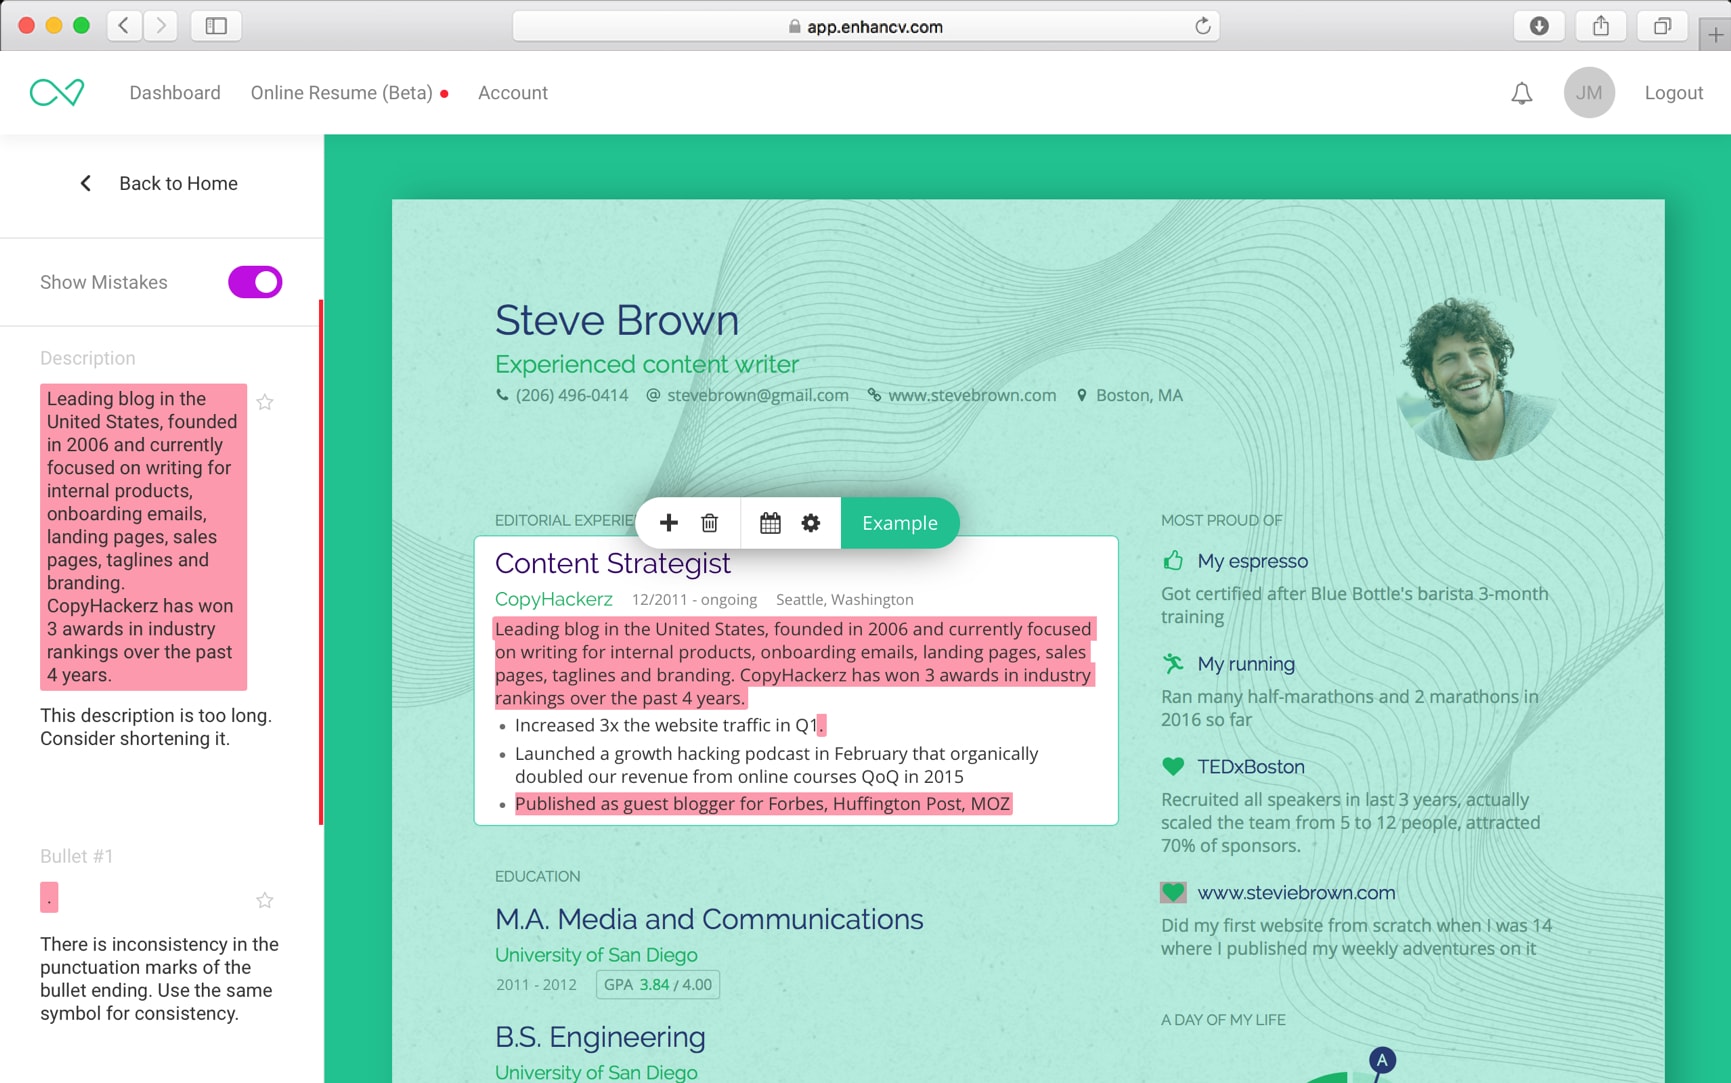 app.enhancv.com
Dashboard
Online Resume (Beta)
Account
JM
Logout
Back to Home
Show Mistakes
Description
Leading blog in the
United States, founded
in 2006 and currently
focused on writing for
internal products,
onboarding emails,
landing pages, sales
pages, taglines and
branding.
CopyHackerz has won
3 awards in industry
rankings over the past
4 years.
This description is too long.
Consider shortening it.
Bullet #1
.
There is inconsistency in the
punctuation marks of the
bullet ending. Use the same
symbol for consistency.
Steve Brown
Experienced content writer
(206) 496-0414 @ stevebrown@gmail.com www.stevebrown.com Boston, MA
EDITORIAL EXPERIE
Example
Content Strategist
CopyHackerz 12/2011 - ongoing Seattle, Washington
Leading blog in the United States, founded in 2006 and currently focused
on writing for internal products, onboarding emails, landing pages, sales
pages, taglines and branding. CopyHackerz has won 3 awards in industry
rankings over the past 4 years.
• Increased 3x the website traffic in Q1.
• Launched a growth hacking podcast in February that organically
doubled our revenue from online courses QoQ in 2015
• Published as guest blogger for Forbes, Huffington Post, MOZ
EDUCATION
M.A. Media and Communications
University of San Diego
2011 - 2012 GPA 3.84 / 4.00
B.S. Engineering
University of San Diego
MOST PROUD OF
My espresso
Got certified after Blue Bottle's barista 3-month
training
My running
Ran many half-marathons and 2 marathons in
2016 so far
TEDxBoston
Recruited all speakers in last 3 years, actually
scaled the team from 5 to 12 people, attracted
70% of sponsors.
www.steviebrown.com
Did my first website from scratch when I was 14
where I published my weekly adventures on it
A DAY OF MY LIFE
A